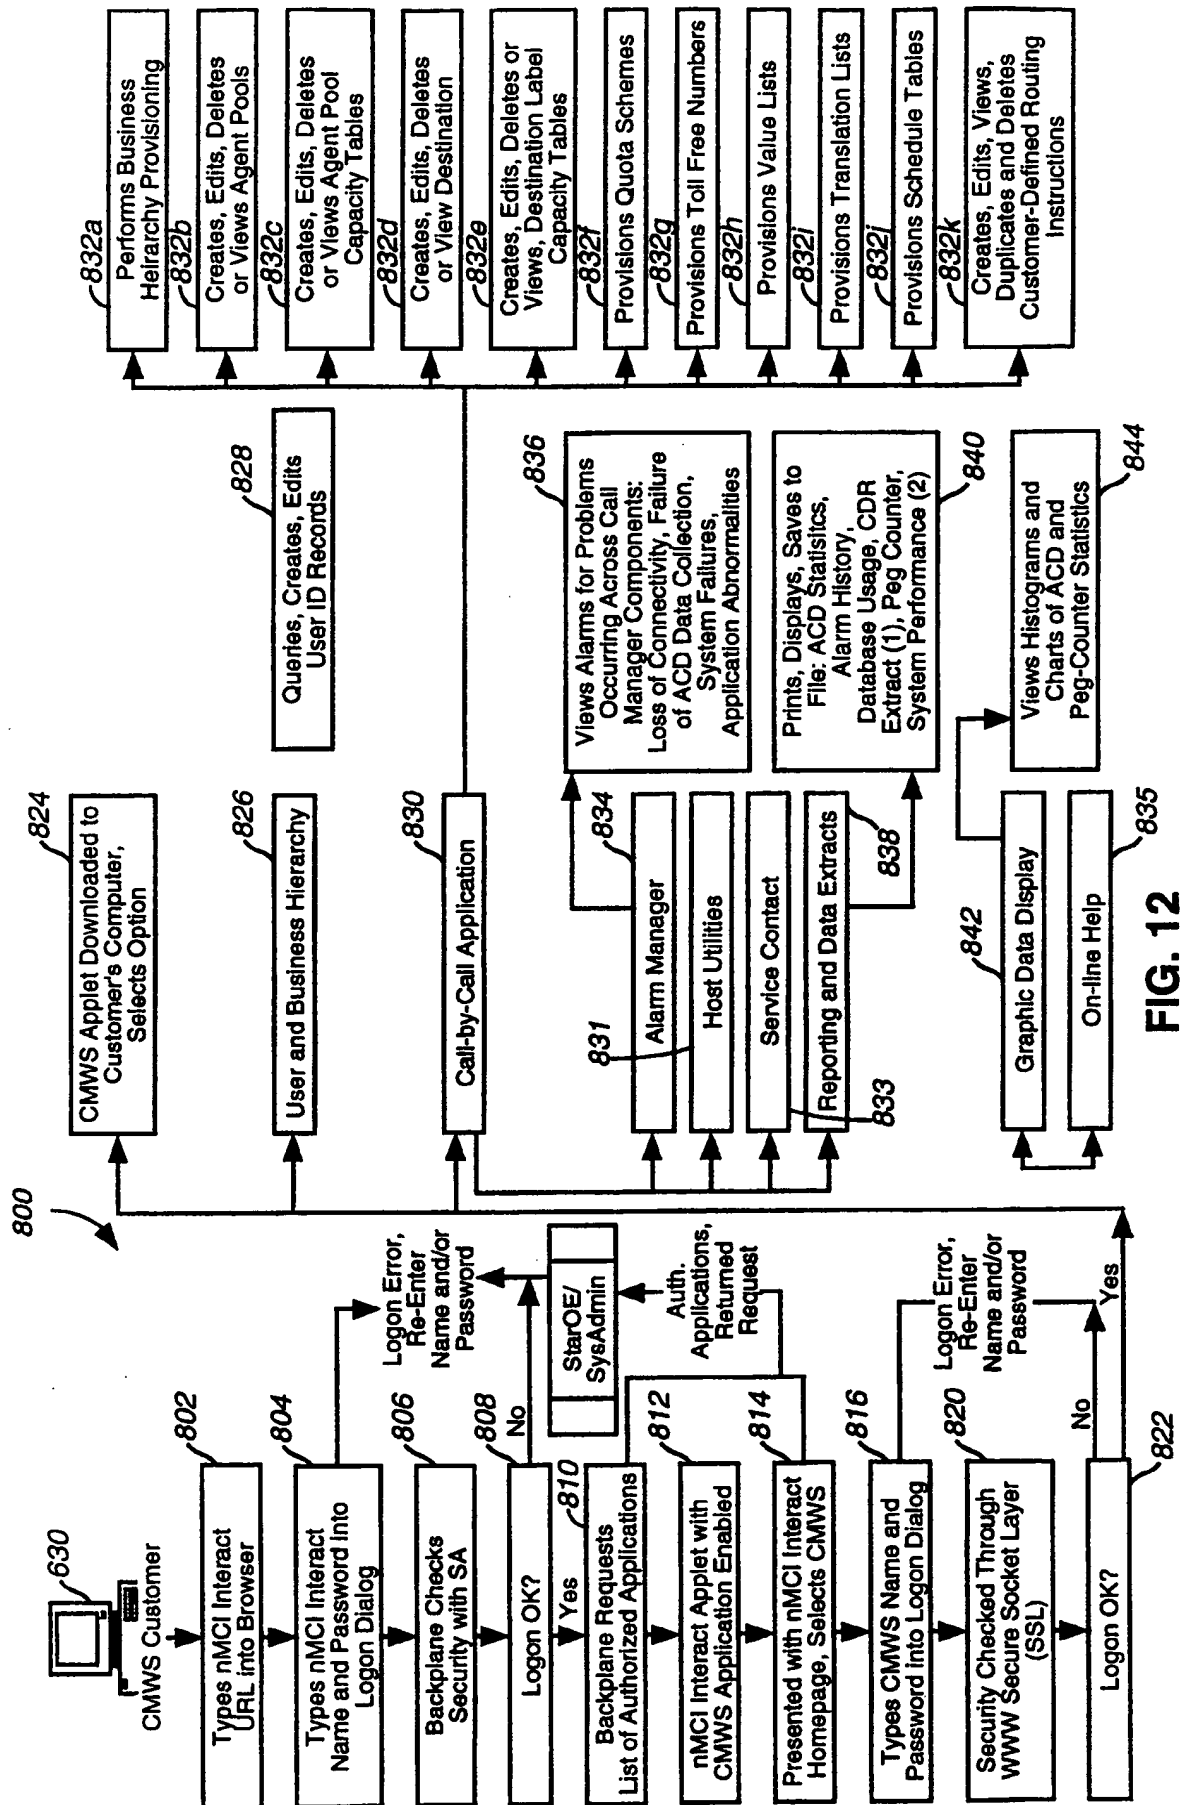 800
630
CMWS Customer
802
Types nMCI Interact
URL into Browser
804
Types nMCI Interact
Name and Password Into
Logon Dialog
Logon Error,
Re-Enter
Name and/or
Password
806
Backplane Checks
Security with SA
808
Logon OK?
No
Yes
StarOE/
SysAdmin
810
Backplane Requests
List of Authorized Applications
Auth.
Applications,
Returned
Request
812
nMCI Interact Applet with
CMWS Application Enabled
814
Presented with nMCI Interact
Homepage, Selects CMWS
816
Types CMWS Name and
Password into Logon Dialog
Logon Error,
Re-Enter
Name and/or
Password
820
Security Checked Through
WWW Secure Socket Layer
(SSL)
No
Yes
Logon OK?
822
824
CMWS Applet Downloaded to
Customer's Computer,
Selects Option
826
User and Business Hierarchy
828
Queries, Creates, Edits
User ID Records
830
Call-by-Call Application
834
Alarm Manager
831
Host Utilities
Service Contact
833
Reporting and Data Extracts
838
836
Views Alarms for Problems
Occurring Across Call
Manager Components:
Loss of Connectivity, Failure
of ACD Data Collection,
System Failures,
Application Abnormalities
Prints, Displays, Saves to
File: ACD Statisitcs,
Alarm History,
Database Usage, CDR
Extract (1), Peg Counter,
System Performance (2)
840
842
Graphic Data Display
On-line Help
835
Views Histograms and
Charts of ACD and
Peg-Counter Statistics
844
832a
Performs Business
Heirarchy Provisioning
832b
Creates, Edits, Deletes
or Views Agent Pools
832c
Creates, Edits, Deletes
or Views Agent Pool
Capacity Tables
832d
Creates, Edits, Deletes
or View Destination
832e
Creates, Edits, Deletes or
Views, Destination Label
Capacity Tables
832f
Provisions Quota Schemes
832g
Provisions Toll Free Numbers
832h
Provisions Value Lists
832i
Provisions Translation Lists
832j
Provisions Schedule Tables
832k
Creates, Edits, Views,
Duplicates and Deletes
Customer-Defined Routing
Instructions
FIG. 12